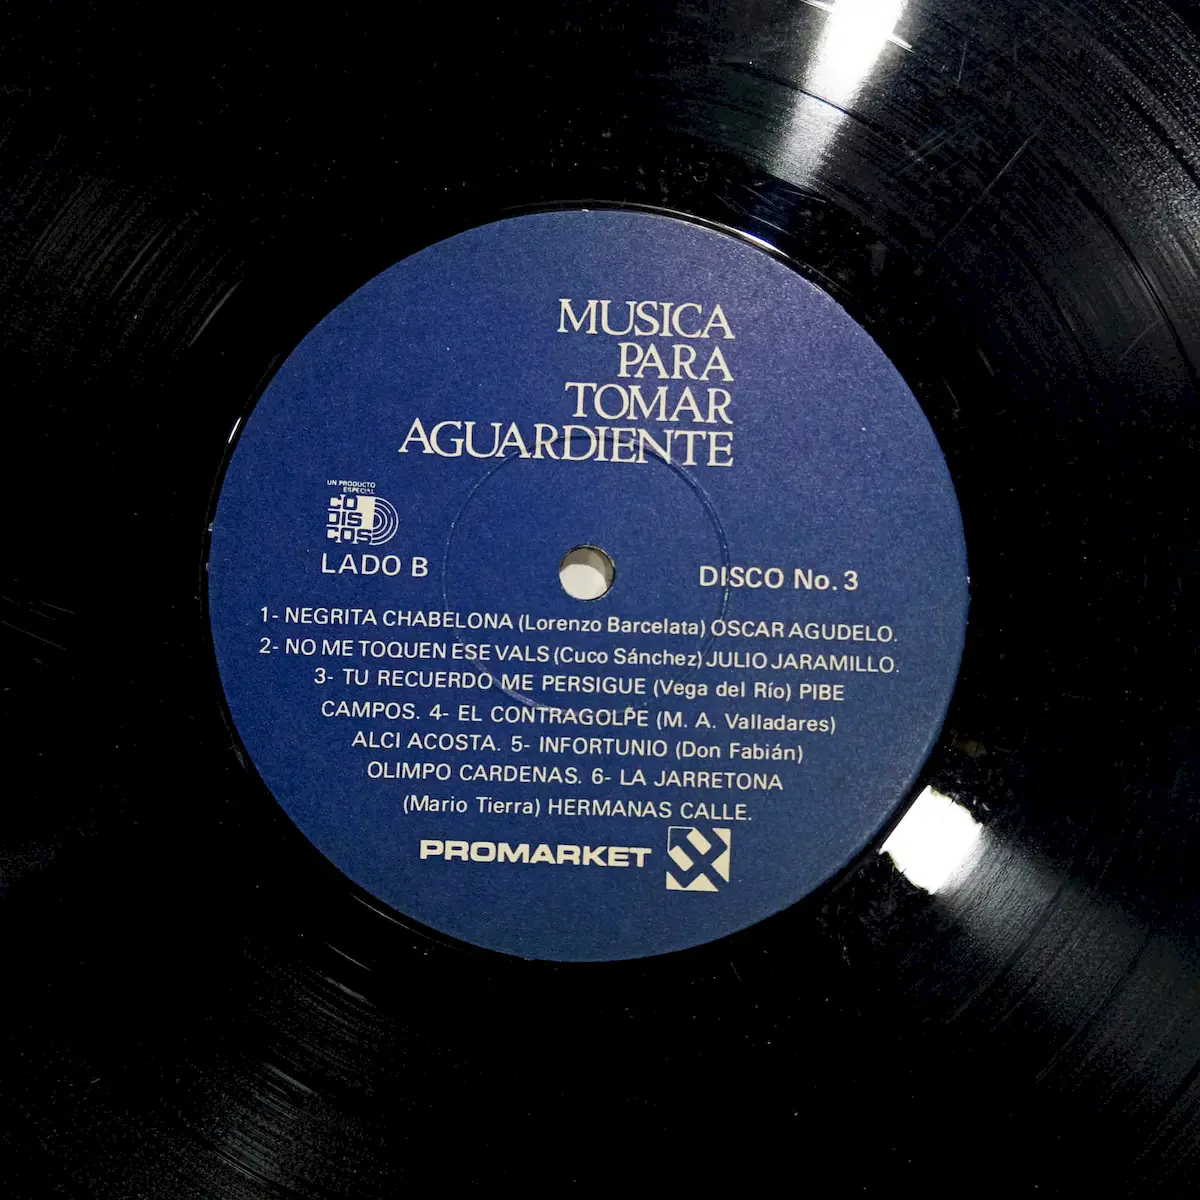 MUSICA
PARA
TOMAR
AGUARDIENTE
UN PRODUCTO
ESPECIAL
CO
DIS
COS
LADO B
DISCO No. 3
1- NEGRITA CHABELONA (Lorenzo Barcelata) OSCAR AGUDELO.
2- NO ME TOQUEN ESE VALS (Cuco Sánchez) JULIO JARAMILLO.
3- TU RECUERDO ME PERSIGUE (Vega del Río) PIBE
CAMPOS. 4- EL CONTRAGOLPE (M. A. Valladares)
ALCI ACOSTA. 5- INFORTUNIO (Don Fabián)
OLIMPO CARDENAS. 6- LA JARRETONA
(Mario Tierra) HERMANAS CALLE.
PROMARKET